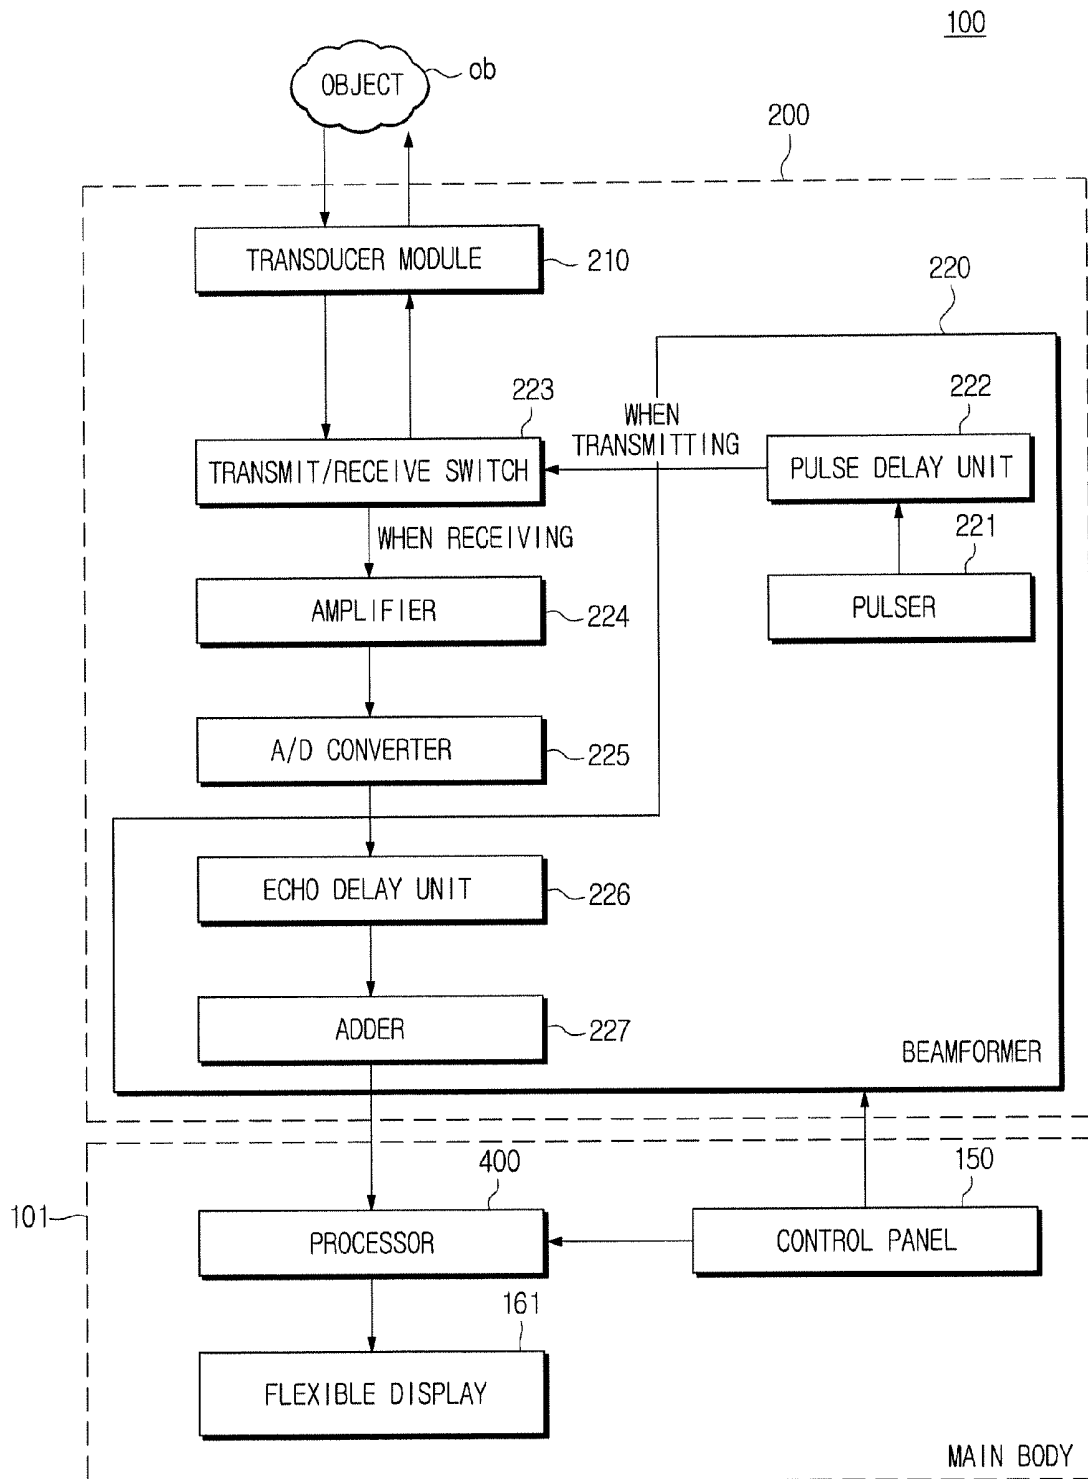 100
OBJECT
ob
200
TRANSDUCER MODULE
210
220
223
WHEN
TRANSMITTING
222
TRANSMIT/RECEIVE SWITCH
PULSE DELAY UNIT
WHEN RECEIVING
221
AMPLIFIER
224
PULSER
A/D CONVERTER
225
ECHO DELAY UNIT
226
ADDER
227
BEAMFORMER
400
150
101
PROCESSOR
CONTROL PANEL
161
FLEXIBLE DISPLAY
MAIN BODY